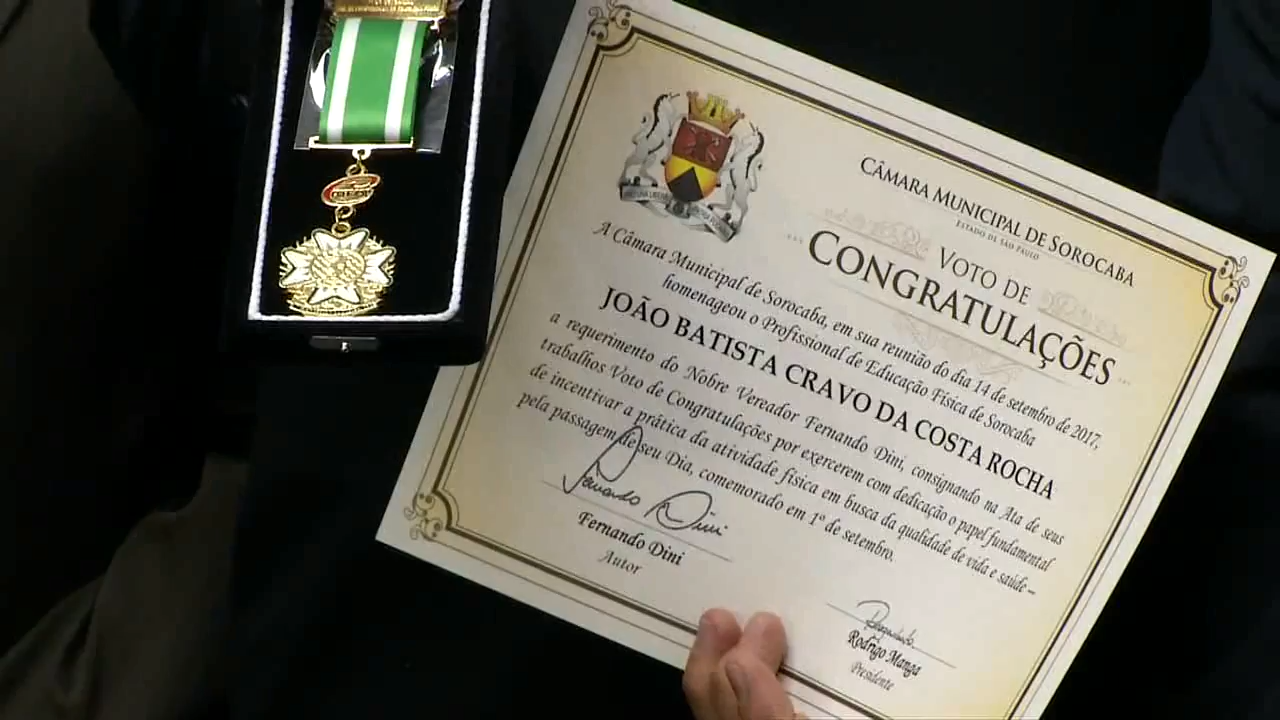 CÂMARA MUNICIPAL DE SOROCABA
ESTADO DE SÃO PAULO
VOTO DE
CONGRATULAÇÕES
A Câmara Municipal de Sorocaba, em sua reunião do dia 14 de setembro de 2017,
homenageou o Profissional de Educação Física de Sorocaba
JOÃO BATISTA CRAVO DA COSTA ROCHA
a requerimento do Nobre Vereador Fernando Dini, consignando na Ata de seus
trabalhos Voto de Congratulações por exercerem com dedicação o papel fundamental
de incentivar a prática da atividade física em busca da qualidade de vida e saúde –
pela passagem de seu Dia, comemorado em 1º de setembro.
Fernando Dini
Fernando Dini
Autor
Rodrigo Manga
Presidente